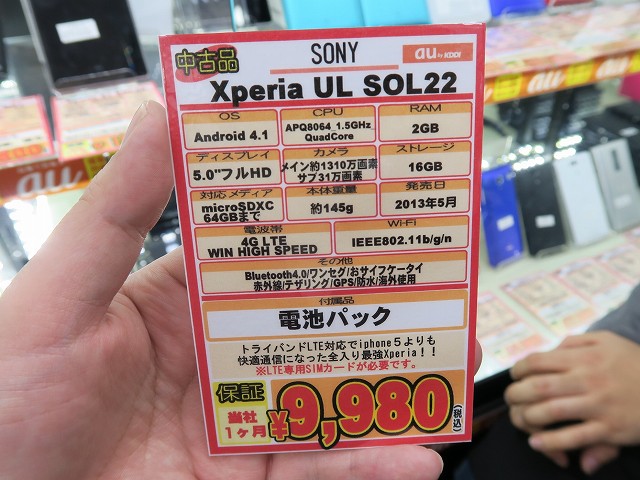 中古品
SONY
au by KDDI
Xperia UL SOL22
OS
CPU
RAM
Android 4.1
APQ8064 1.5GHz
QuadCore
2GB
ディスプレイ
カメラ
ストレージ
5.0"フルHD
メイン約1310万画素
サブ31万画素
16GB
対応メディア
本体重量
発売日
microSDXC
64GBまで
約145g
2013年5月
電波帯
Wi-Fi
4G LTE
WIN HIGH SPEED
IEEE802.11b/g/n
その他
Bluetooth4.0/ワンセグ/おサイフケータイ
赤外線/テザリング/GPS/防水/海外使用
付属品
電池パック
トライバンドLTE対応でiphone5よりも
快適通信になった全入り最強Xperia!!
※LTE専用SIMカードが必要です。
保証
当社
1ヶ月
¥9,980
(税込)
au
au